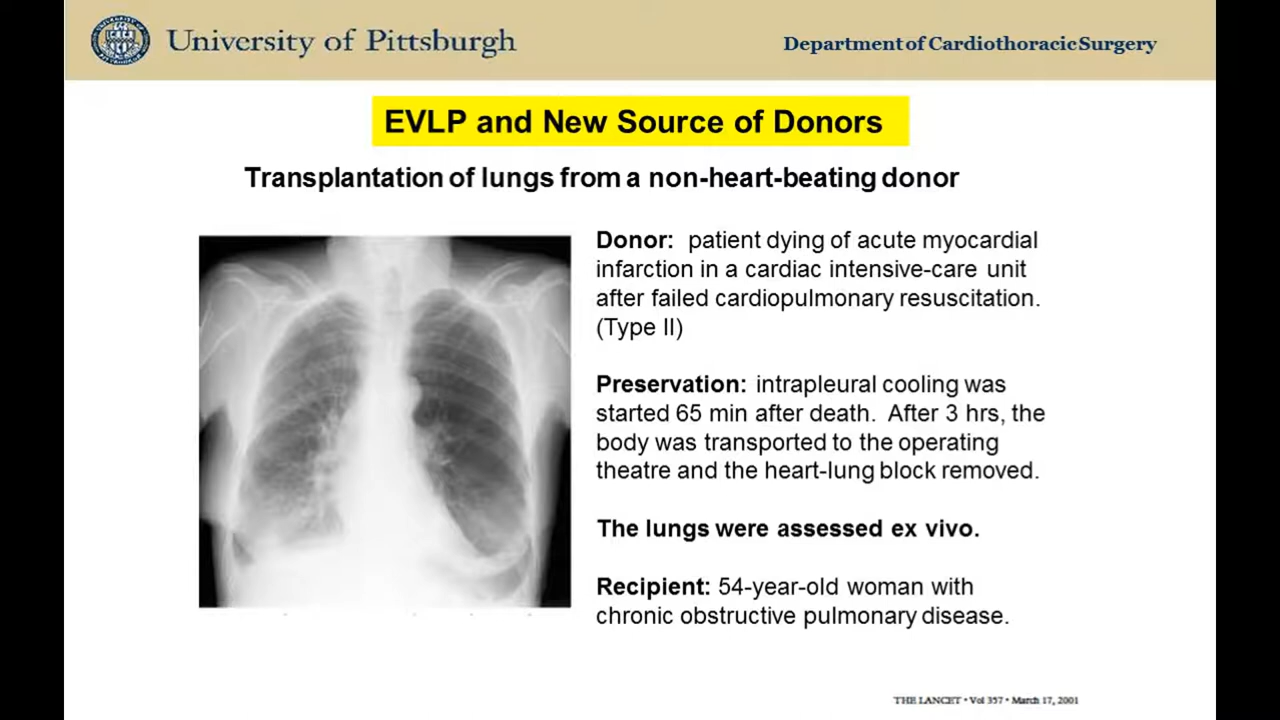 University of Pittsburgh
Department of Cardiothoracic Surgery
EVLP and New Source of Donors
Transplantation of lungs from a non-heart-beating donor
Donor: patient dying of acute myocardial
infarction in a cardiac intensive-care unit
after failed cardiopulmonary resuscitation.
(Type II)
Preservation: intrapleural cooling was
started 65 min after death. After 3 hrs, the
body was transported to the operating
theatre and the heart-lung block removed.
The lungs were assessed ex vivo.
Recipient: 54-year-old woman with
chronic obstructive pulmonary disease.
THE LANCET • Vol 357 • March 17, 2001